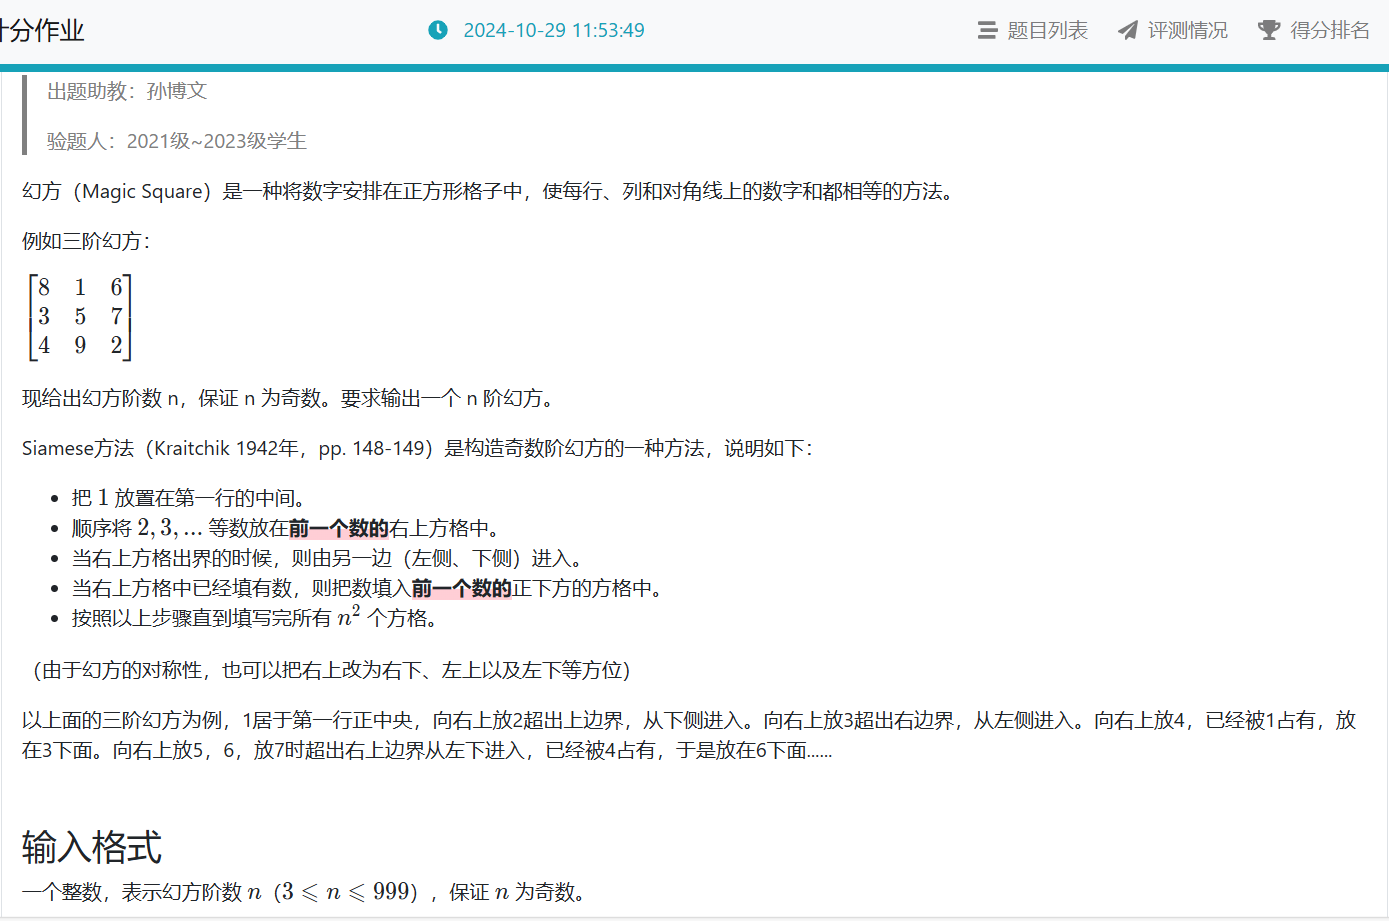 计分作业
2024-10-29 11:53:49
题目列表
评测情况
得分排名
出题助教：孙博文
验题人：2021级~2023级学生
幻方（Magic Square）是一种将数字安排在正方形格子中，使每行、列和对角线上的数字和都相等的方法。
例如三阶幻方：
8 1 6
3 5 7
4 9 2
现给出幻方阶数 n，保证 n 为奇数。要求输出一个 n 阶幻方。
Siamese方法（Kraitchik 1942年，pp. 148-149）是构造奇数阶幻方的一种方法，说明如下：
• 把 1 放置在第一行的中间。
• 顺序将 2, 3, ... 等数放在前一个数的右上方格中。
• 当右上方格出界的时候，则由另一边（左侧、下侧）进入。
• 当右上方格中已经填有数，则把数填入前一个数的正下方的方格中。
• 按照以上步骤直到填写完所有 n² 个方格。
（由于幻方的对称性，也可以把右上改为右下、左上以及左下等方位）
以上面的三阶幻方为例，1居于第一行正中央，向右上放2超出上边界，从下侧进入。向右上放3超出右边界，从左侧进入。向右上放4，已经被1占有，放
在3下面。向右上放5，6，放7时超出右上边界从左下进入，已经被4占有，于是放在6下面......
输入格式
一个整数，表示幻方阶数 n（3 ⩽ n ⩽ 999），保证 n 为奇数。